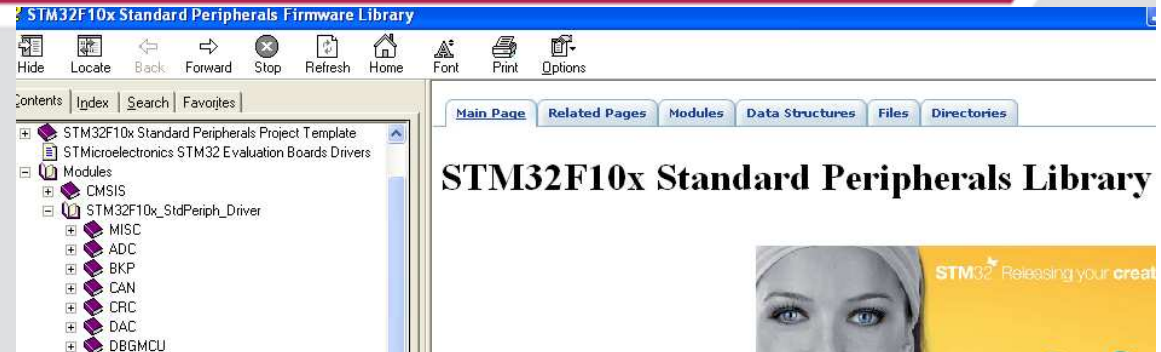 STM32F10x Standard Peripherals Firmware Library
Hide Locate Back Forward Stop Refresh Home Font Print Options
Contents Index Search Favorites
Main Page Related Pages Modules Data Structures Files Directories
STM32F10x Standard Peripherals Project Template
STMicroelectronics STM32 Evaluation Boards Drivers
Modules
CMSIS
STM32F10x_StdPeriph_Driver
MISC
ADC
BKP
CAN
CRC
DAC
DBGMCU
STM32F10x Standard Peripherals Library
STM32 Releasing your creat